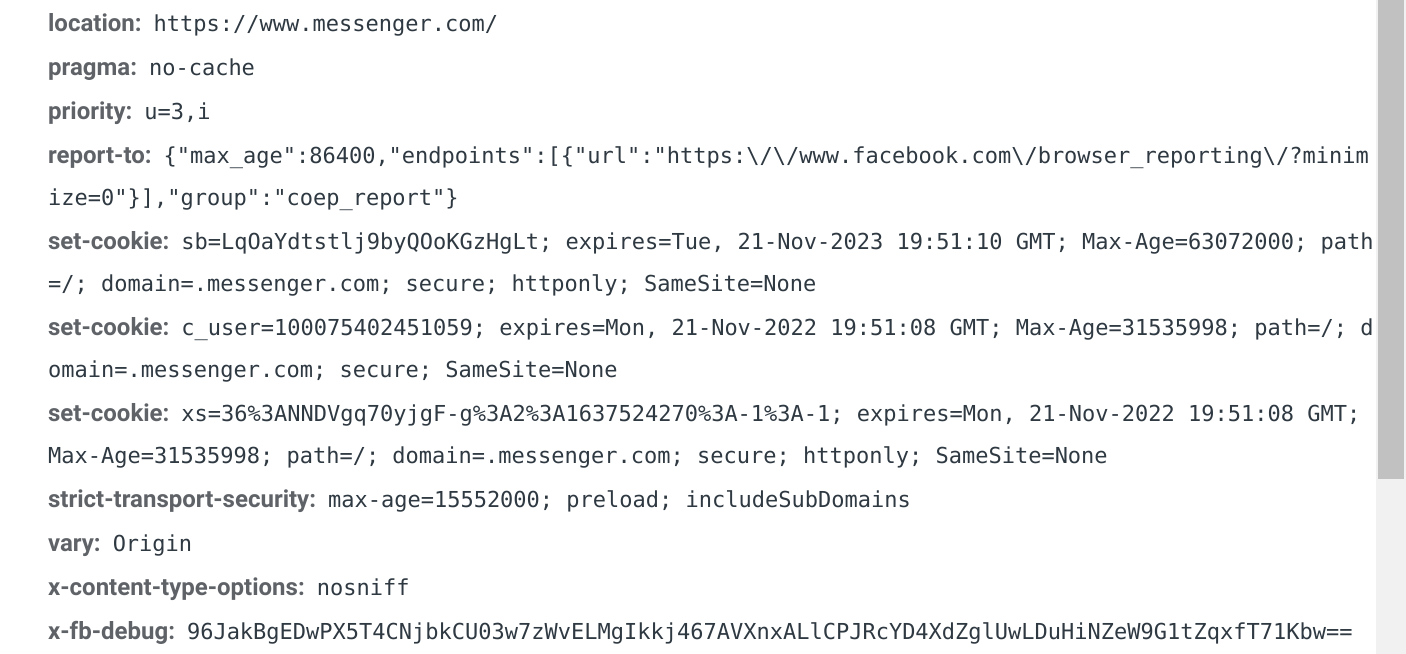 location: https://www.messenger.com/
pragma: no-cache
priority: u=3,i
report-to: {"max_age":86400,"endpoints":[{"url":"https:\/\/www.facebook.com\/browser_reporting\/?minim
ize=0"}],"group":"coep_report"}
set-cookie: sb=LqOaYdtstlj9byQOoKGzHgLt; expires=Tue, 21-Nov-2023 19:51:10 GMT; Max-Age=63072000; path
=/; domain=.messenger.com; secure; httponly; SameSite=None
set-cookie: c_user=100075402451059; expires=Mon, 21-Nov-2022 19:51:08 GMT; Max-Age=31535998; path=/; d
omain=.messenger.com; secure; SameSite=None
set-cookie: xs=36%3ANNDVgq70yjgF-g%3A2%3A1637524270%3A-1%3A-1; expires=Mon, 21-Nov-2022 19:51:08 GMT;
Max-Age=31535998; path=/; domain=.messenger.com; secure; httponly; SameSite=None
strict-transport-security: max-age=15552000; preload; includeSubDomains
vary: Origin
x-content-type-options: nosniff
x-fb-debug: 96JakBgEDwPX5T4CNjbkCU03w7zWvELMgIkkj467AVXnxALlCPJRcYD4XdZglUwLDuHiNZeW9G1tZqxfT71Kbw==